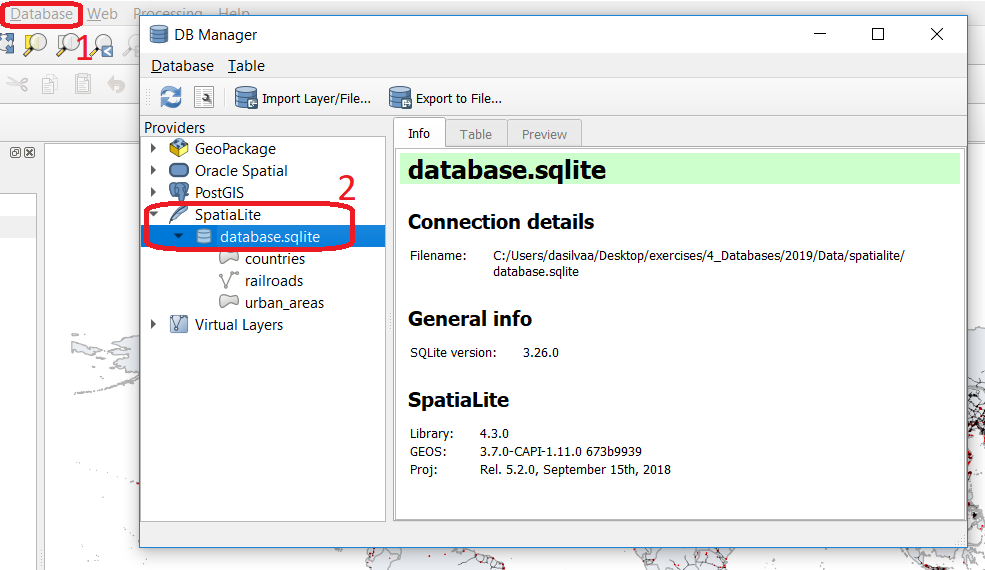 Database Web Processing Help
1
DB Manager
Database Table
Import Layer/File... Export to File...
Providers
GeoPackage
Oracle Spatial
PostGIS
2
SpatiaLite
database.sqlite
countries
railroads
urban_areas
Virtual Layers
Info Table Preview
database.sqlite
Connection details
Filename: C:/Users/dasilvaa/Desktop/exercises/4_Databases/2019/Data/spatialite/
database.sqlite
General info
SQLite version: 3.26.0
SpatiaLite
Library: 4.3.0
GEOS: 3.7.0-CAPI-1.11.0 673b9939
Proj: Rel. 5.2.0, September 15th, 2018